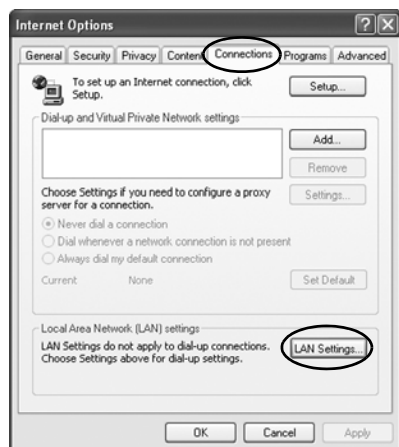 Internet Options
General Security Privacy Content Connections Programs Advanced
To set up an Internet connection, click
Setup.
Setup...
Dial-up and Virtual Private Network settings
Add...
Remove
Choose Settings if you need to configure a proxy
server for a connection.
Settings...
Never dial a connection
Dial whenever a network connection is not present
Always dial my default connection
Current None
Set Default
Local Area Network (LAN) settings
LAN Settings do not apply to dial-up connections.
Choose Settings above for dial-up settings.
LAN Settings...
OK Cancel Apply